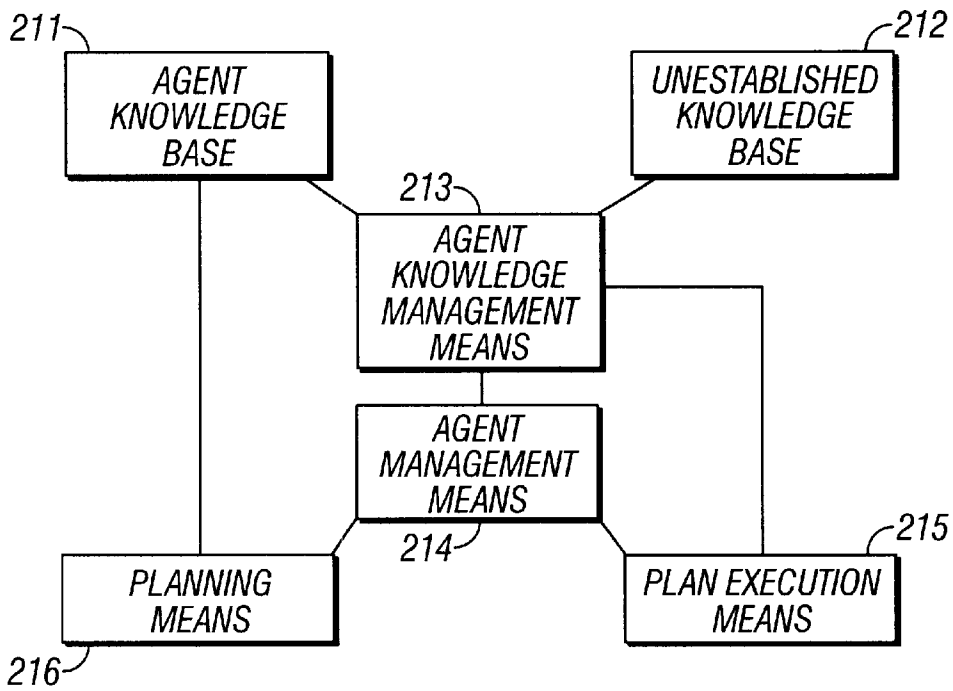 211
AGENT
KNOWLEDGE
BASE
212
UNESTABLISHED
KNOWLEDGE
BASE
213
AGENT
KNOWLEDGE
MANAGEMENT
MEANS
AGENT
MANAGEMENT
MEANS
214
PLANNING
MEANS
216
215
PLAN EXECUTION
MEANS